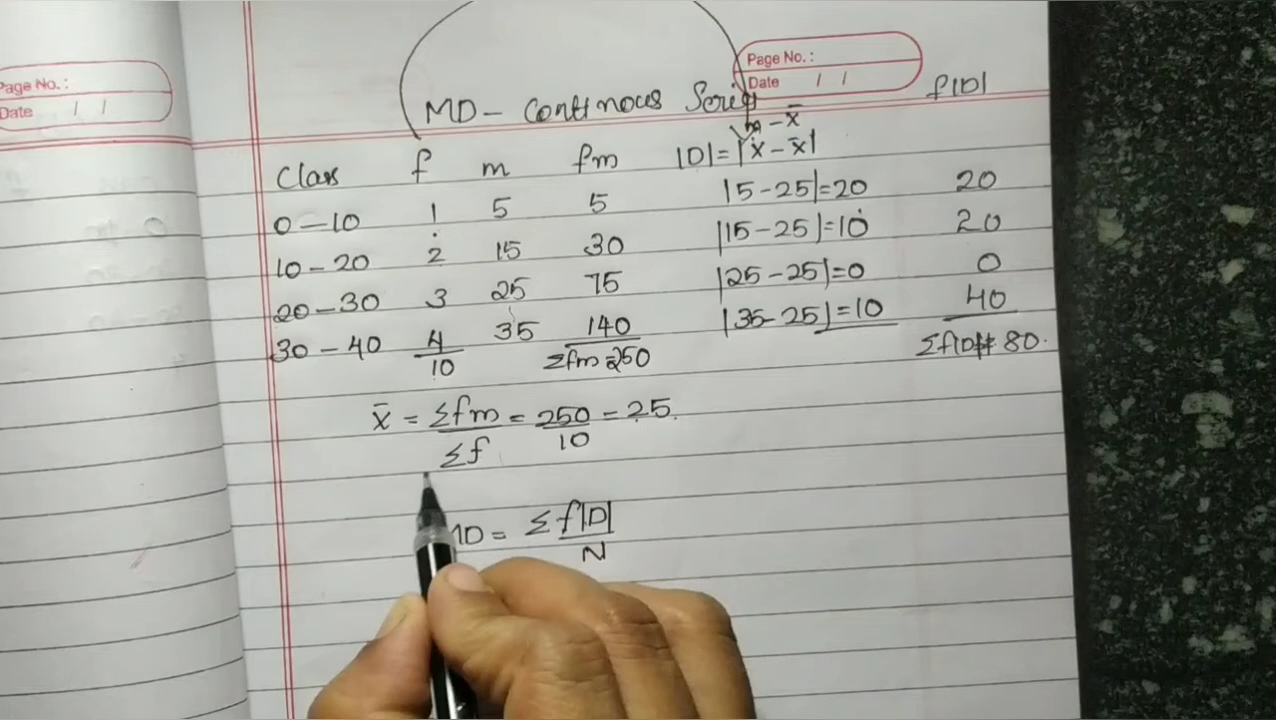 Page No. :
Date / /
Page No. :
Date / /
MD - Continous Series
f|D|
m - x̄
Class f m fm |D| = |x - x̄|
0 - 10 1 5 5 |5 - 25| = 20 20
10 - 20 2 15 30 |15 - 25| = 10 20
20 - 30 3 25 75 |25 - 25| = 0 0
30 - 40 4 35 140 |35 - 25| = 10 40
10 Σfm = 250 Σf|D| = 80.
x̄ = Σfm = 250 = 25.
Σf 10
MD = Σf|D|
N